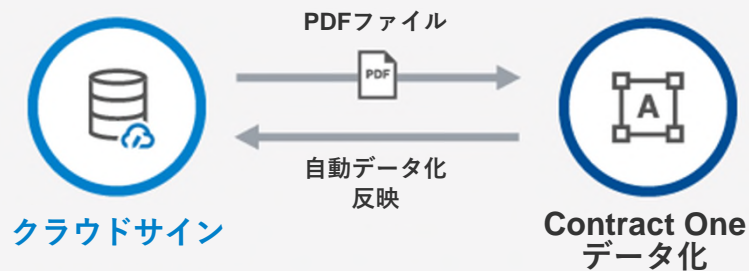 PDFファイル
PDF
A
自動データ化
反映
クラウドサイン
Contract One
データ化